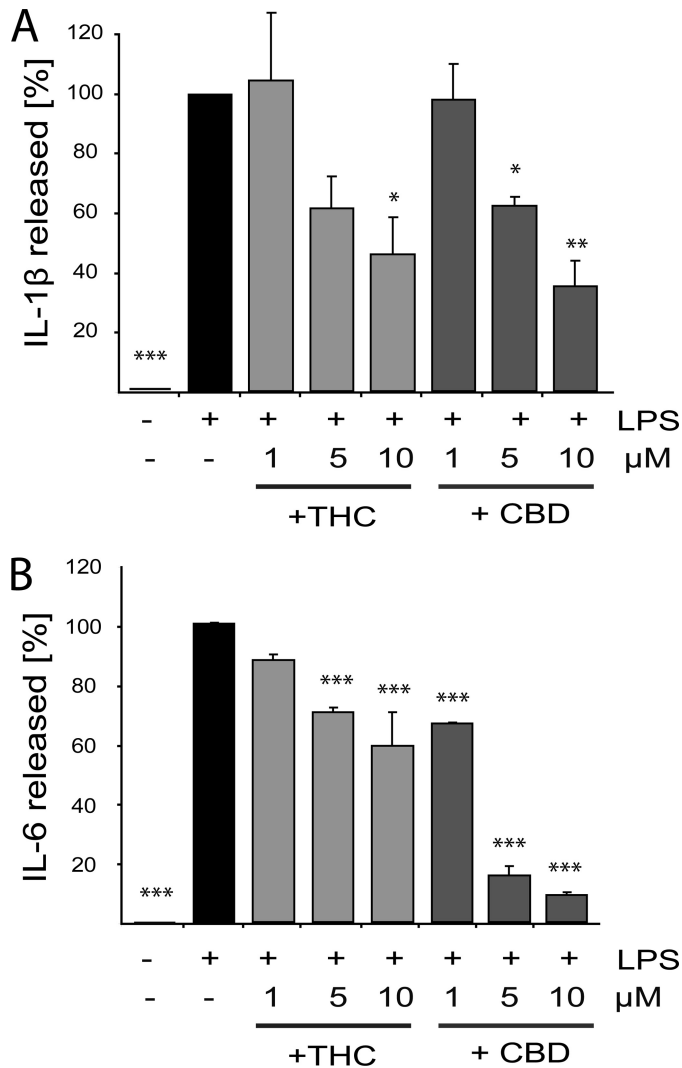 A
IL-1β released [%]
120
100
80
60
40
20
***
*
*
**
- + + + + + + + LPS
- - 1 5 10 1 5 10 µM
+THC + CBD
B
IL-6 released [%]
120
100
80
60
40
20
***
***
***
***
***
***
- + + + + + + + LPS
- - 1 5 10 1 5 10 µM
+THC + CBD